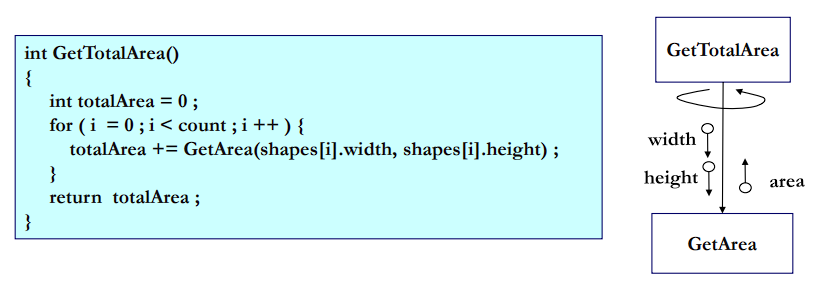 int GetTotalArea()
{
int totalArea = 0 ;
for ( i  = 0 ; i < count ; i ++ ) {
totalArea += GetArea(shapes[i].width, shapes[i].height) ;
}
return  totalArea ;
}
GetTotalArea
width
height
area
GetArea